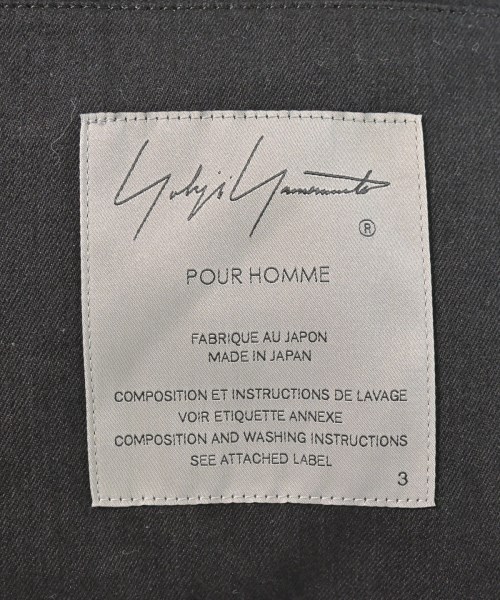 Yohji Yamamoto
®
POUR HOMME
FABRIQUE AU JAPON
MADE IN JAPAN
COMPOSITION ET INSTRUCTIONS DE LAVAGE
VOIR ETIQUETTE ANNEXE
COMPOSITION AND WASHING INSTRUCTIONS
SEE ATTACHED LABEL
3